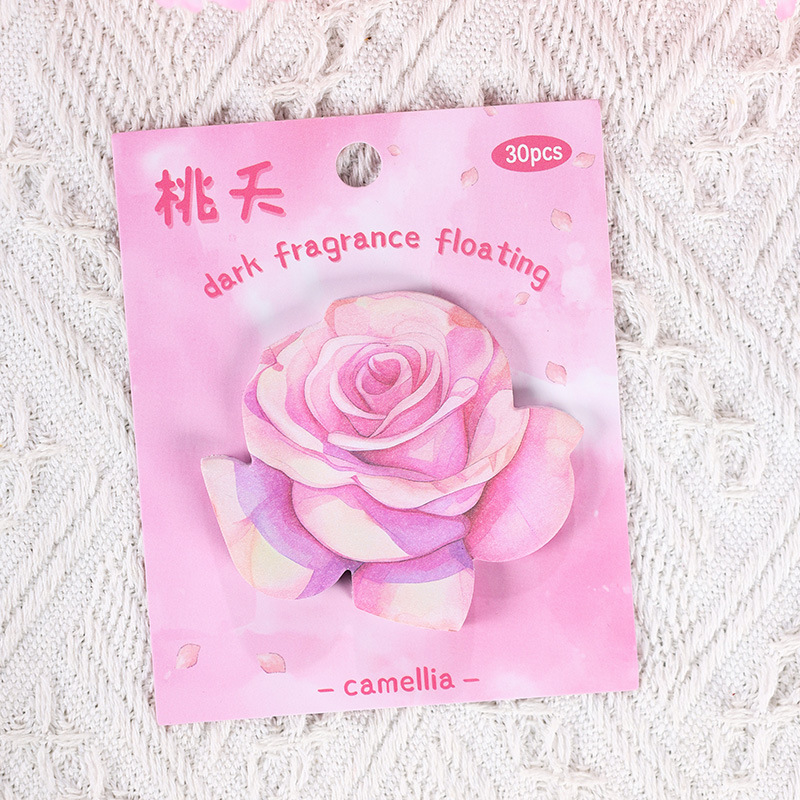 30pcs
桃夭
dark fragrance floating
– camellia –